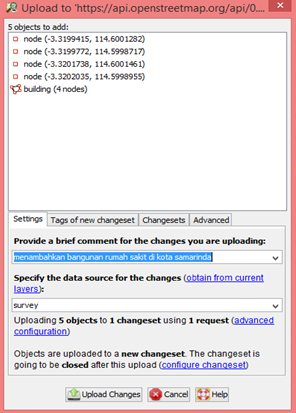 Upload to 'https://api.openstreetmap.org/api/0....
5 objects to add:
node (-3.3199415, 114.6001282)
node (-3.3199772, 114.5998717)
node (-3.3201738, 114.6001461)
node (-3.3202035, 114.5998955)
building (4 nodes)
Settings Tags of new changeset Changesets Advanced
Provide a brief comment for the changes you are uploading:
menambahkan bangunan rumah sakit di kota samarinda
Specify the data source for the changes (obtain from current
layers):
survey
Uploading 5 objects to 1 changeset using 1 request (advanced
configuration)
Objects are uploaded to a new changeset. The changeset is
going to be closed after this upload (configure changeset)
Upload Changes Cancel Help